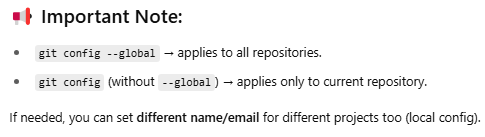 📢 Important Note:
• git config --global → applies to all repositories.
• git config (without --global) → applies only to current repository.
If needed, you can set different name/email for different projects too (local config).